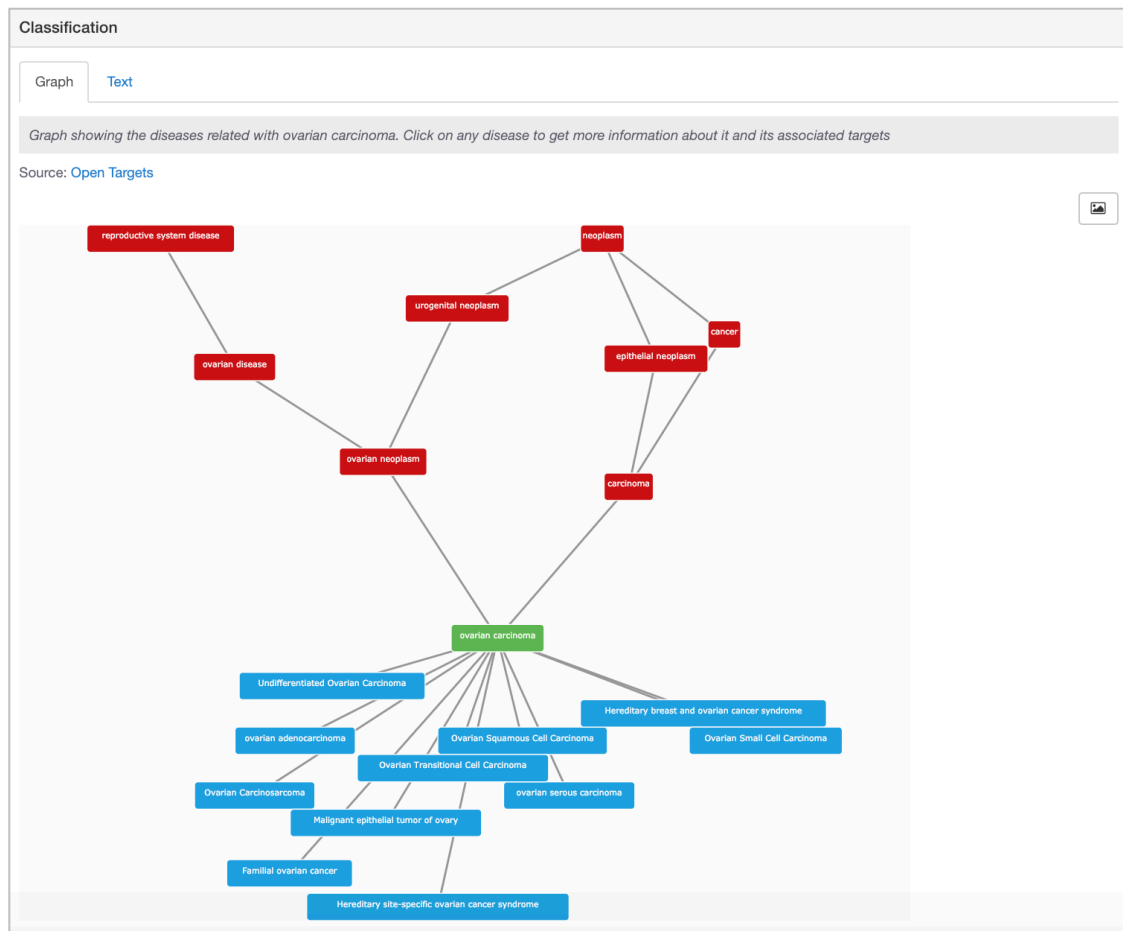 Classification
Graph
Text
Graph showing the diseases related with ovarian carcinoma. Click on any disease to get more information about it and its associated targets
Source: Open Targets
reproductive system disease
neoplasm
urogenital neoplasm
cancer
epithelial neoplasm
ovarian disease
ovarian neoplasm
carcinoma
ovarian carcinoma
Undifferentiated Ovarian Carcinoma
Hereditary breast and ovarian cancer syndrome
ovarian adenocarcinoma
Ovarian Squamous Cell Carcinoma
Ovarian Small Cell Carcinoma
Ovarian Transitional Cell Carcinoma
Ovarian Carcinosarcoma
ovarian serous carcinoma
Malignant epithelial tumor of ovary
Familial ovarian cancer
Hereditary site-specific ovarian cancer syndrome